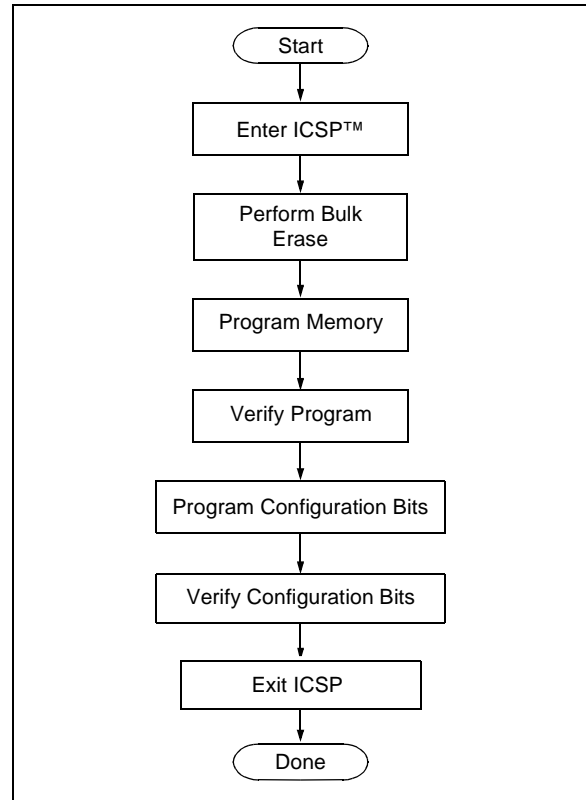 Start
Enter ICSP™
Perform Bulk
Erase
Program Memory
Verify Program
Program Configuration Bits
Verify Configuration Bits
Exit ICSP
Done